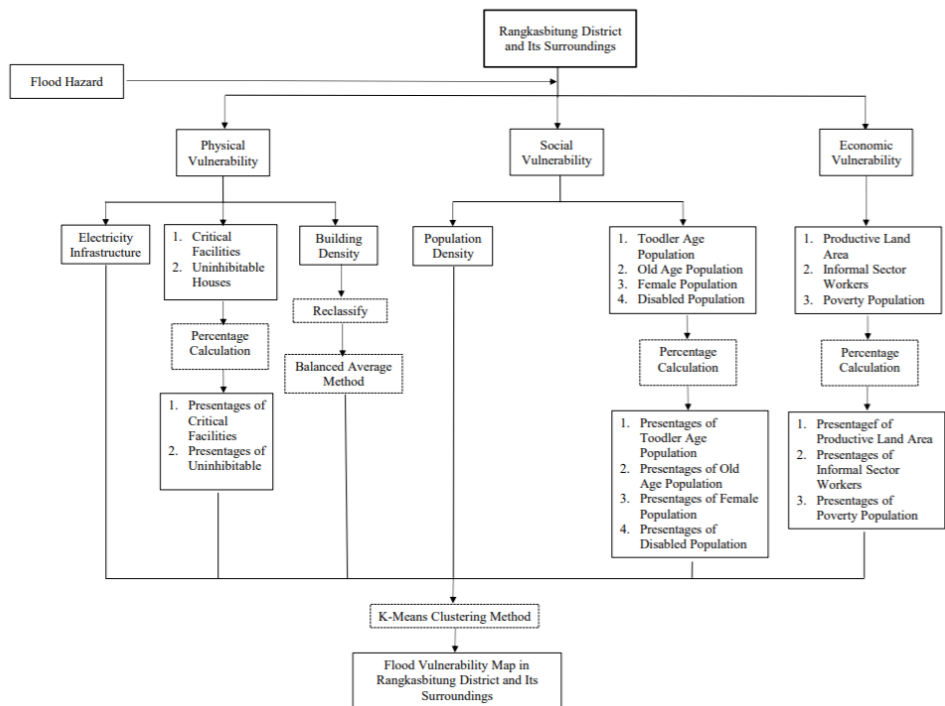 Rangkasbitung District
and Its Surroundings
Flood Hazard
Physical
Vulnerability
Social
Vulnerability
Economic
Vulnerability
Electricity
Infrastructure
1. Critical
Facilities
2. Uninhibitable
Houses
Building
Density
Population
Density
1. Toodler Age
Population
2. Old Age Population
3. Female Population
4. Disabled Population
1. Productive Land
Area
2. Informal Sector
Workers
3. Poverty Population
Reclassify
Percentage
Calculation
Balanced Average
Method
Percentage
Calculation
Percentage
Calculation
1. Presentages of
Critical
Facilities
2. Presentages of
Uninhibitable
1. Presentages of
Toodler Age
Population
2. Presentages of Old
Age Population
3. Presentages of Female
Population
4. Presentages of
Disabled Population
1. Presentagef of
Productive Land Area
2. Presentages of
Informal Sector
Workers
3. Presentages of
Poverty Population
K-Means Clustering Method
Flood Vulnerability Map in
Rangkasbitung District and Its
Surroundings